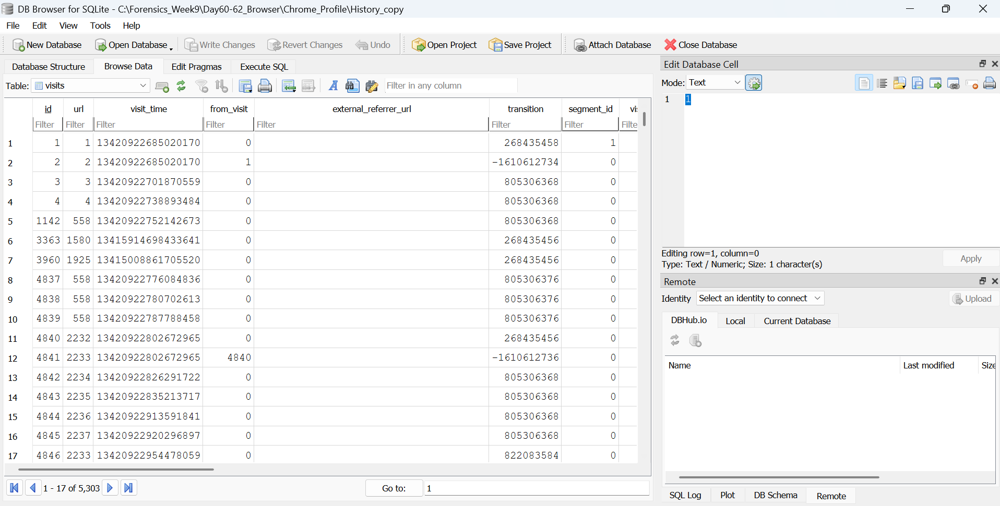 DB Browser for SQLite - C:\Forensics_Week9\Day60-62_Browser\Chrome_Profile\History_copy
File Edit View Tools Help
New Database Open Database Write Changes Revert Changes Undo Open Project Save Project Attach Database Close Database
Database Structure Browse Data Edit Pragmas Execute SQL
Table: visits Filter in any column
id url visit_time from_visit external_referrer_url transition segment_id
Filter Filter Filter Filter Filter Filter Filter
1 1 1 13420922685020170 0 268435458 1
2 2 2 13420922685020170 1 -1610612734 0
3 3 3 13420922701870559 0 805306368 0
4 4 4 13420922738893484 0 805306368 0
5 1142 558 13420922752142673 0 805306368 0
6 3363 1580 13415914698433641 0 268435456 0
7 3960 1925 13415008861705520 0 268435456 0
8 4837 558 13420922776084836 0 805306376 0
9 4838 558 13420922780702613 0 805306376 0
10 4839 558 13420922787788458 0 805306376 0
11 4840 2232 13420922802672965 0 268435456 0
12 4841 2233 13420922802672965 4840 -1610612736 0
13 4842 2234 13420922826291722 0 805306368 0
14 4843 2235 13420922835213717 0 805306368 0
15 4844 2236 13420922913591841 0 805306368 0
16 4845 2237 13420922920296897 0 805306368 0
17 4846 2233 13420922954478059 0 822083584 0
1 - 17 of 5,303 Go to: 1
Edit Database Cell
Mode: Text
1 1
Editing row=1, column=0
Type: Text / Numeric; Size: 1 character(s)
Apply
Remote
Identity Select an identity to connect Upload
DBHub.io Local Current Database
Name Last modified Size
SQL Log Plot DB Schema Remote